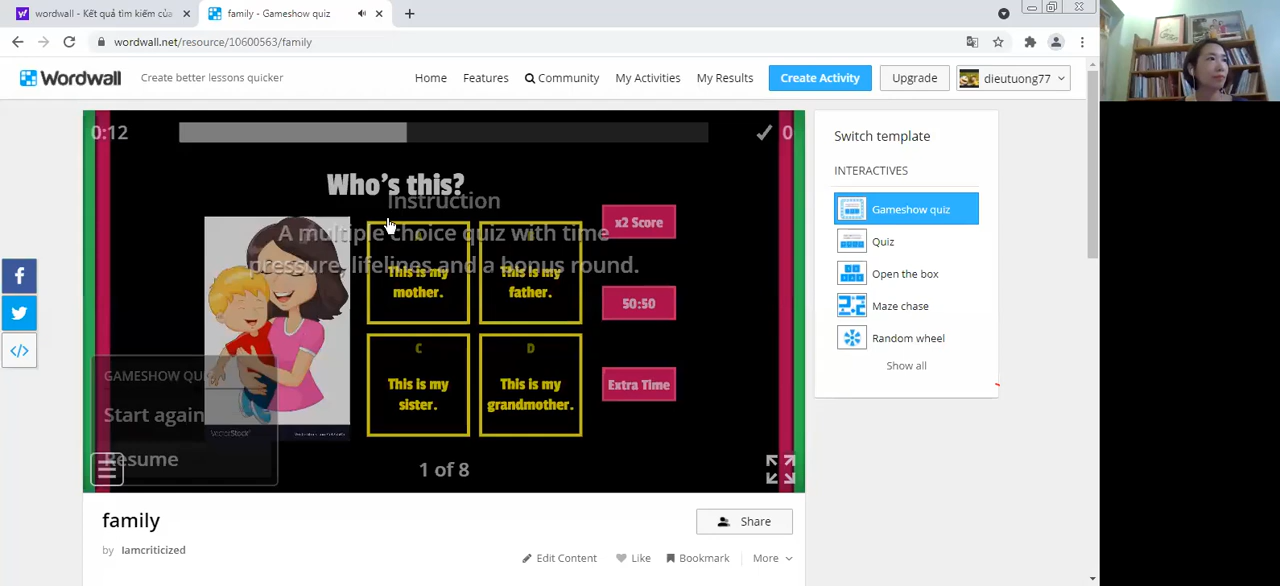 wordwall - Kết quả tìm kiếm củ
family - Gameshow quiz
wordwall.net/resource/10600563/family
Wordwall
Create better lessons quicker
Home
Features
Community
My Activities
My Results
Create Activity
Upgrade
dieutuong77
0:12
0
Who's this?
Instruction
A multiple choice quiz with time
pressure, lifelines and a bonus round.
A
This is my
mother.
This is my
father.
C
This is my
sister.
D
This is my
grandmother.
x2 Score
50:50
Extra Time
GAMESHOW QUIZ
Start again
Resume
VectorStock
1 of 8
Switch template
INTERACTIVES
Gameshow quiz
Quiz
Open the box
Maze chase
Random wheel
Show all
family
by Iamcriticized
Share
Edit Content
Like
Bookmark
More